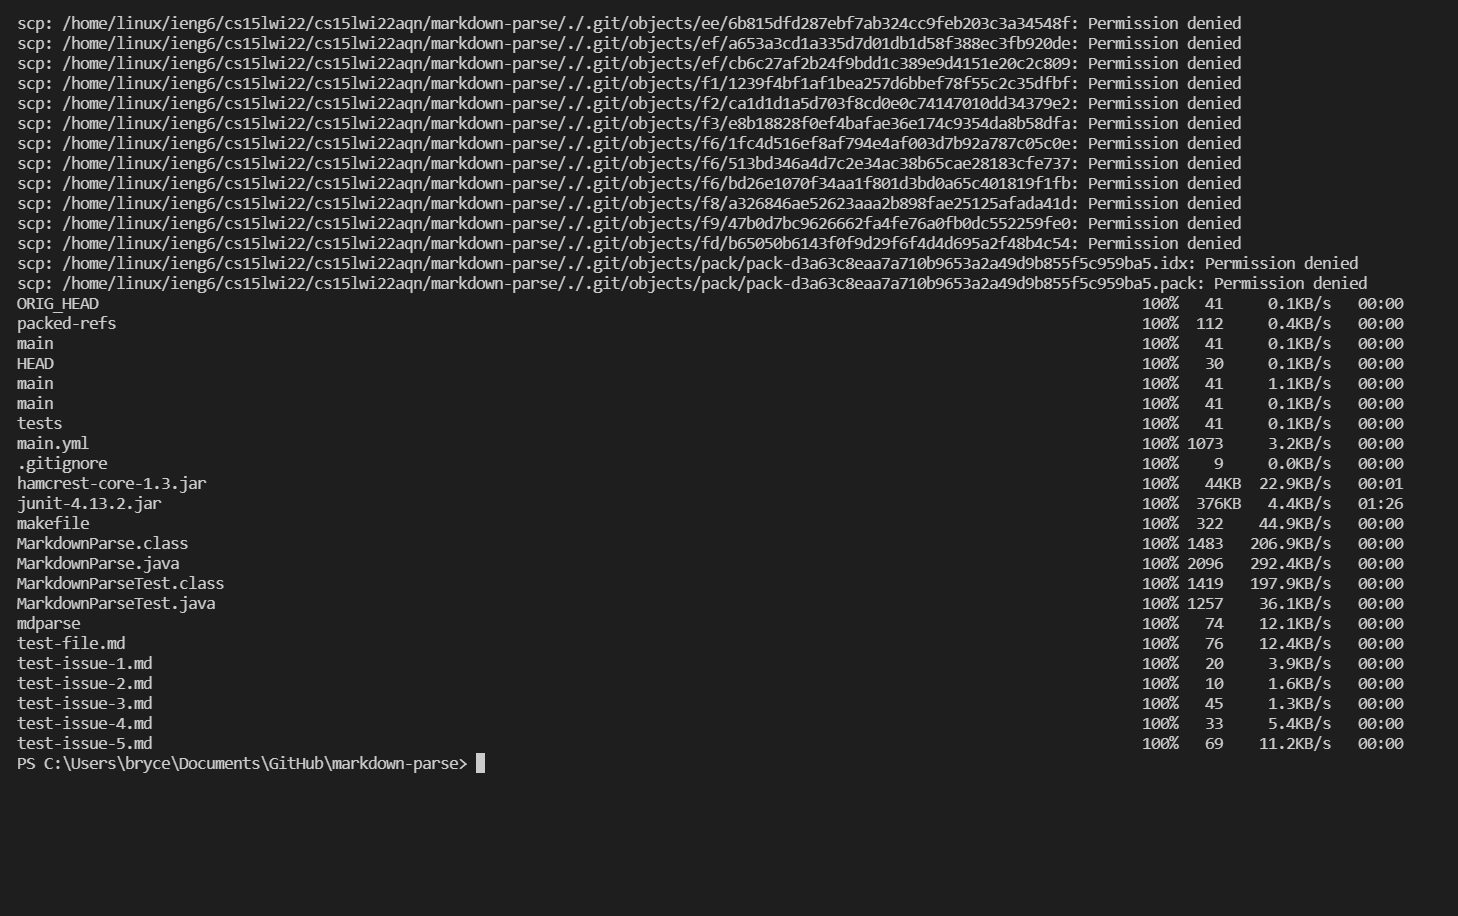 scp: /home/linux/ieng6/cs15lwi22/cs15lwi22aqn/markdown-parse/./.git/objects/ee/6b815dfd287ebf7ab324cc9feb203c3a34548f: Permission denied
scp: /home/linux/ieng6/cs15lwi22/cs15lwi22aqn/markdown-parse/./.git/objects/ef/a653a3cd1a335d7d01db1d58f388ec3fb920de: Permission denied
scp: /home/linux/ieng6/cs15lwi22/cs15lwi22aqn/markdown-parse/./.git/objects/ef/cb6c27af2b24f9bdd1c389e9d4151e20c2c809: Permission denied
scp: /home/linux/ieng6/cs15lwi22/cs15lwi22aqn/markdown-parse/./.git/objects/f1/1239f4bf1af1bea257d6bbef78f55c2c35dfbf: Permission denied
scp: /home/linux/ieng6/cs15lwi22/cs15lwi22aqn/markdown-parse/./.git/objects/f2/ca1d1d1a5d703f8cd0e0c74147010dd34379e2: Permission denied
scp: /home/linux/ieng6/cs15lwi22/cs15lwi22aqn/markdown-parse/./.git/objects/f3/e8b18828f0ef4bafae36e174c9354da8b58dfa: Permission denied
scp: /home/linux/ieng6/cs15lwi22/cs15lwi22aqn/markdown-parse/./.git/objects/f6/1fc4d516ef8af794e4af003d7b92a787c05c0e: Permission denied
scp: /home/linux/ieng6/cs15lwi22/cs15lwi22aqn/markdown-parse/./.git/objects/f6/513bd346a4d7c2e34ac38b65cae28183cfe737: Permission denied
scp: /home/linux/ieng6/cs15lwi22/cs15lwi22aqn/markdown-parse/./.git/objects/f6/bd26e1070f34aa1f801d3bd0a65c401819f1fb: Permission denied
scp: /home/linux/ieng6/cs15lwi22/cs15lwi22aqn/markdown-parse/./.git/objects/f8/a326846ae52623aaa2b898fae25125afada41d: Permission denied
scp: /home/linux/ieng6/cs15lwi22/cs15lwi22aqn/markdown-parse/./.git/objects/f9/47b0d7bc9626662fa4fe76a0fb0dc552259fe0: Permission denied
scp: /home/linux/ieng6/cs15lwi22/cs15lwi22aqn/markdown-parse/./.git/objects/fd/b65050b6143f0f9d29f6f4d4d695a2f48b4c54: Permission denied
scp: /home/linux/ieng6/cs15lwi22/cs15lwi22aqn/markdown-parse/./.git/objects/pack/pack-d3a63c8eaa7a710b9653a2a49d9b855f5c959ba5.idx: Permission denied
scp: /home/linux/ieng6/cs15lwi22/cs15lwi22aqn/markdown-parse/./.git/objects/pack/pack-d3a63c8eaa7a710b9653a2a49d9b855f5c959ba5.pack: Permission denied
ORIG_HEAD 100% 41 0.1KB/s 00:00
packed-refs 100% 112 0.4KB/s 00:00
main 100% 41 0.1KB/s 00:00
HEAD 100% 30 0.1KB/s 00:00
main 100% 41 1.1KB/s 00:00
main 100% 41 0.1KB/s 00:00
tests 100% 41 0.1KB/s 00:00
main.yml 100% 1073 3.2KB/s 00:00
.gitignore 100% 9 0.0KB/s 00:00
hamcrest-core-1.3.jar 100% 44KB 22.9KB/s 00:01
junit-4.13.2.jar 100% 376KB 4.4KB/s 01:26
makefile 100% 322 44.9KB/s 00:00
MarkdownParse.class 100% 1483 206.9KB/s 00:00
MarkdownParse.java 100% 2096 292.4KB/s 00:00
MarkdownParseTest.class 100% 1419 197.9KB/s 00:00
MarkdownParseTest.java 100% 1257 36.1KB/s 00:00
mdparse 100% 74 12.1KB/s 00:00
test-file.md 100% 76 12.4KB/s 00:00
test-issue-1.md 100% 20 3.9KB/s 00:00
test-issue-2.md 100% 10 1.6KB/s 00:00
test-issue-3.md 100% 45 1.3KB/s 00:00
test-issue-4.md 100% 33 5.4KB/s 00:00
test-issue-5.md 100% 69 11.2KB/s 00:00
PS C:\Users\bryce\Documents\GitHub\markdown-parse>